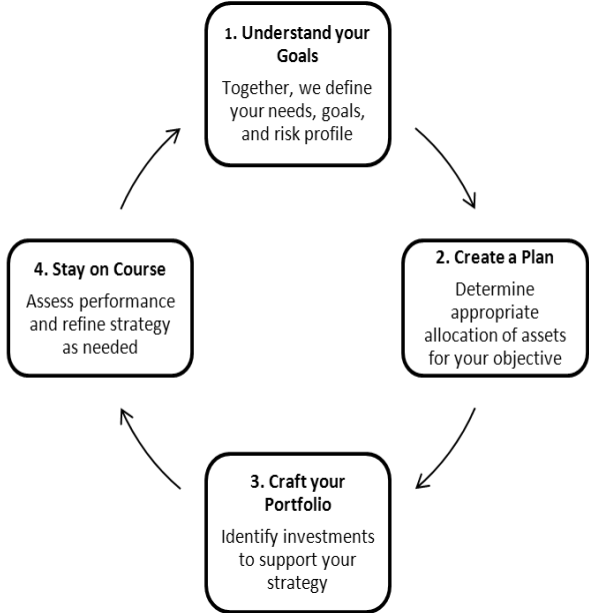 1. Understand your
Goals
Together, we define
your needs, goals,
and risk profile
2. Create a Plan
Determine
appropriate
allocation of assets
for your objective
3. Craft your
Portfolio
Identify investments
to support your
strategy
4. Stay on Course
Assess performance
and refine strategy
as needed